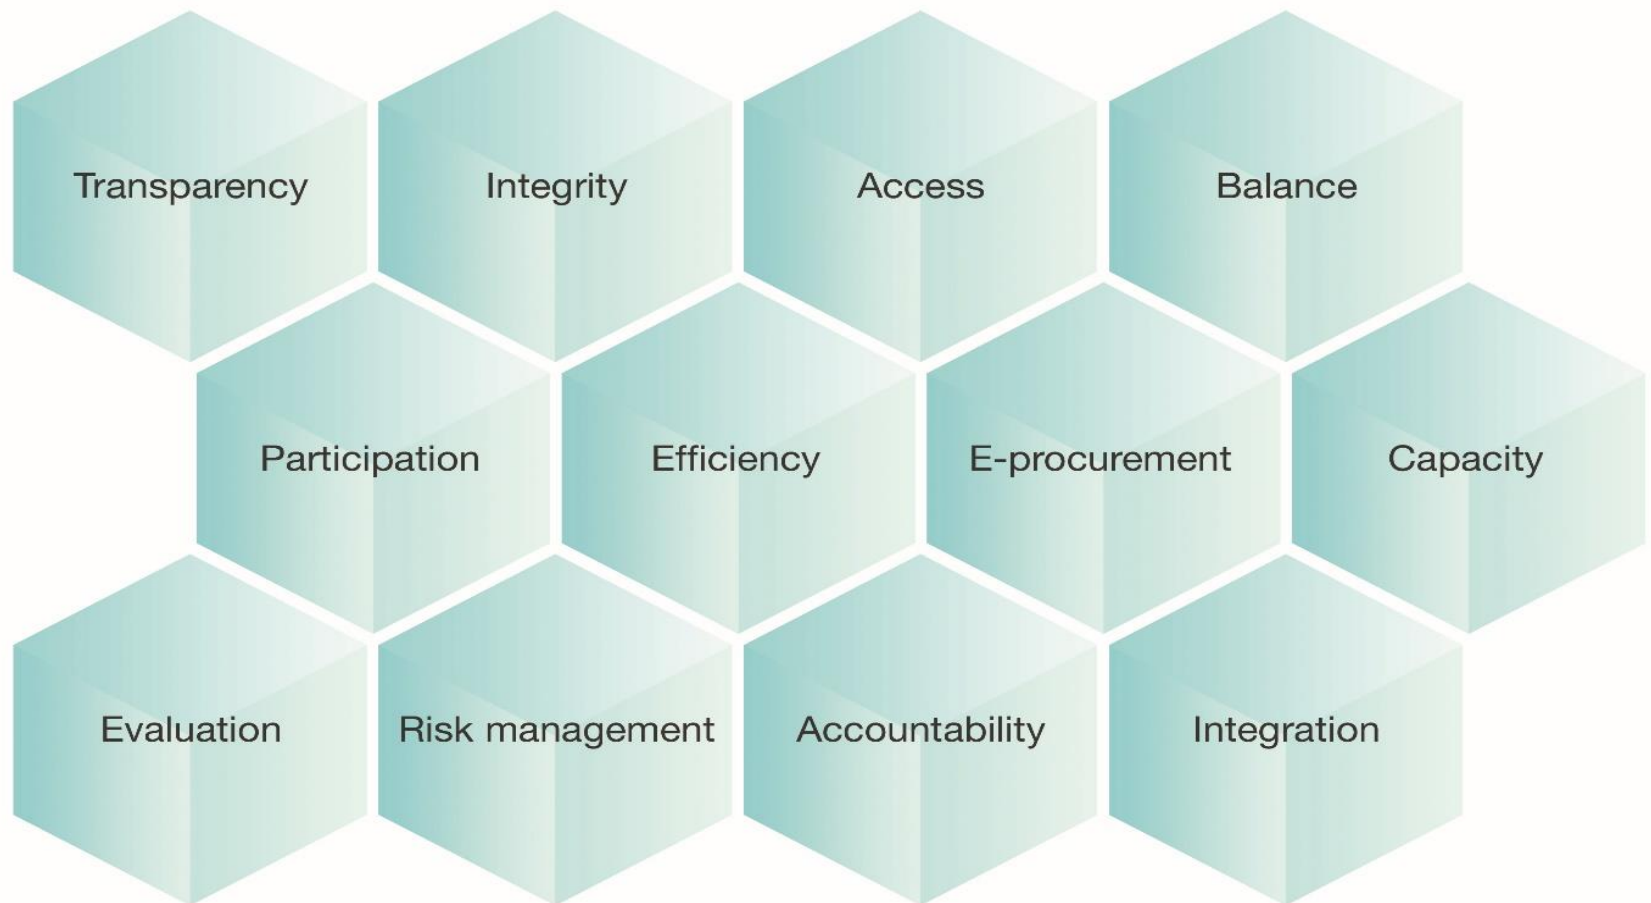 Transparency
Integrity
Access
Balance
Participation
Efficiency
E-procurement
Capacity
Evaluation
Risk management
Accountability
Integration